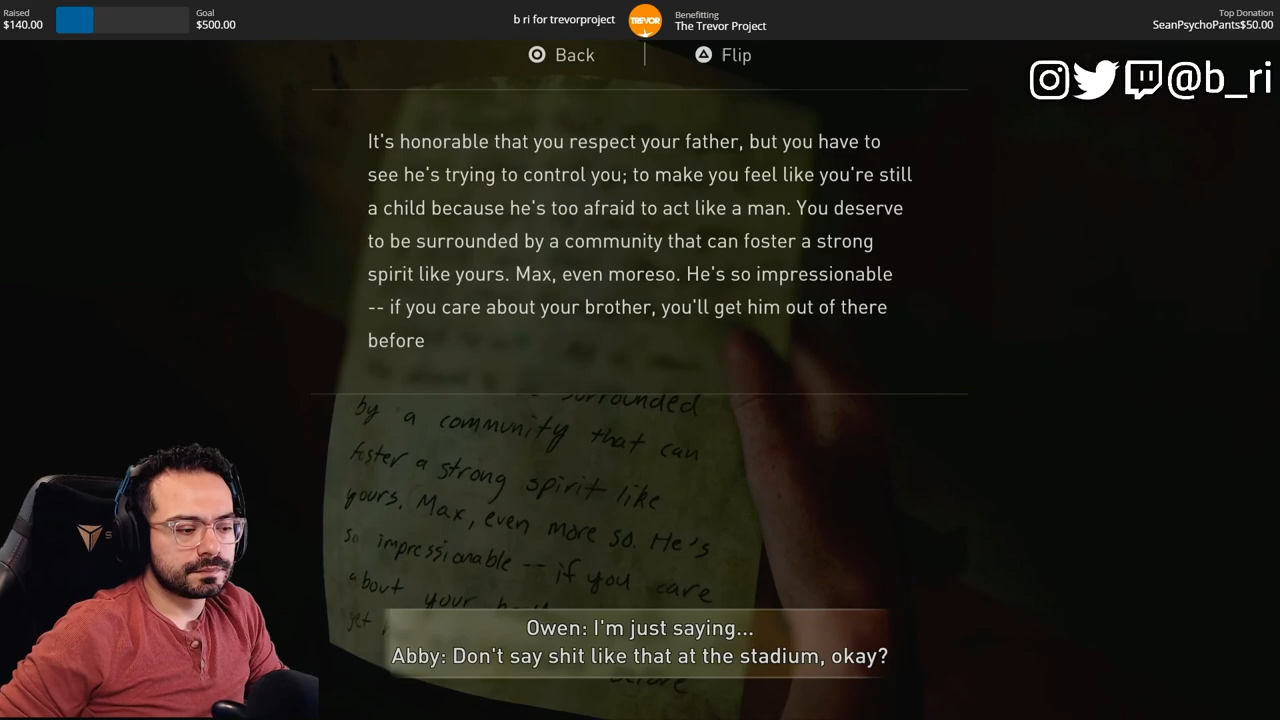 Raised
$140.00
Goal
$500.00
b ri for trevorproject
TREVOR
Benefitting
The Trevor Project
Top Donation
SeanPsychoPants$50.00
Back
Flip
@b_ri
It's honorable that you respect your father, but you have to
see he's trying to control you; to make you feel like you're still
a child because he's too afraid to act like a man. You deserve
to be surrounded by a community that can foster a strong
spirit like yours. Max, even moreso. He's so impressionable
-- if you care about your brother, you'll get him out of there
before
surrounded
by a community that can
foster a strong spirit like
yours. Max, even more so. He's
so impressionable -- if you care
about your
get
before
Owen: I'm just saying...
Abby: Don't say shit like that at the stadium, okay?